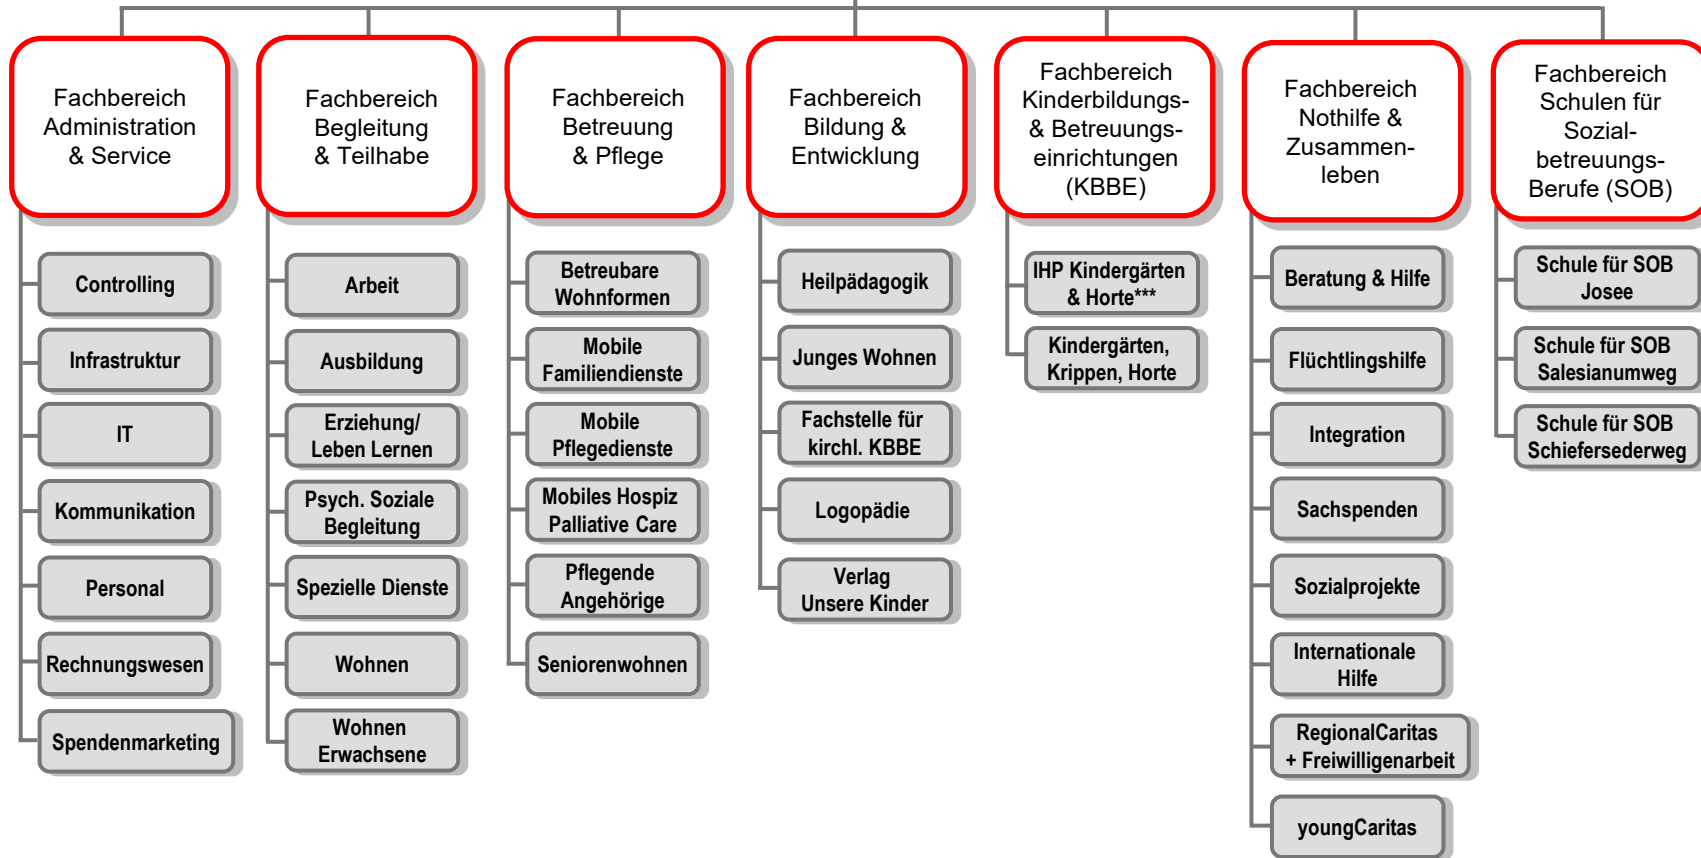 Fachbereich
Administration
& Service
Controlling
Infrastruktur
IT
Kommunikation
Personal
Rechnungswesen
Spendenmarketing
Fachbereich
Begleitung
& Teilhabe
Arbeit
Ausbildung
Erziehung/
Leben Lernen
Psych. Soziale
Begleitung
Spezielle Dienste
Wohnen
Wohnen
Erwachsene
Fachbereich
Betreuung
& Pflege
Betreubare
Wohnformen
Mobile
Familiendienste
Mobile
Pflegedienste
Mobiles Hospiz
Palliative Care
Pflegende
Angehörige
Seniorenwohnen
Fachbereich
Bildung &
Entwicklung
Heilpädagogik
Junges Wohnen
Fachstelle für
kirchl. KBBE
Logopädie
Verlag
Unsere Kinder
Fachbereich
Kinderbildungs-
& Betreuungs-
einrichtungen
(KBBE)
IHP Kindergärten
& Horte***
Kindergärten,
Krippen, Horte
Fachbereich
Nothilfe &
Zusammen-
leben
Beratung & Hilfe
Flüchtlingshilfe
Integration
Sachspenden
Sozialprojekte
Internationale
Hilfe
RegionalCaritas
+ Freiwilligenarbeit
youngCaritas
Fachbereich
Schulen für
Sozial-
betreuungs-
Berufe (SOB)
Schule für SOB
Josee
Schule für SOB
Salesianumweg
Schule für SOB
Schiefersederweg